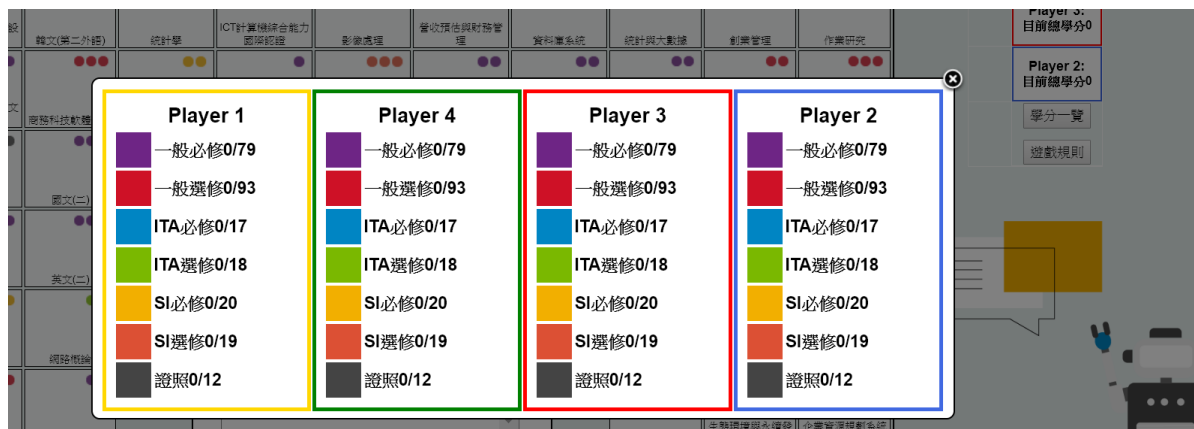 Player 3:
目前總學分0
Player 2:
目前總學分0
學分一覽
遊戲規則
韓文(第二外語)
統計學
ICT計算機綜合能力
國際認證
影像處理
營收預估與財務管
理
資料庫系統
統計與大數據
創業管理
作業研究
商務科技軟體
國文(二)
英文(二)
網路概論
Player 1
一般必修0/79
一般選修0/93
ITA必修0/17
ITA選修0/18
SI必修0/20
SI選修0/19
證照0/12
Player 4
一般必修0/79
一般選修0/93
ITA必修0/17
ITA選修0/18
SI必修0/20
SI選修0/19
證照0/12
Player 3
一般必修0/79
一般選修0/93
ITA必修0/17
ITA選修0/18
SI必修0/20
SI選修0/19
證照0/12
Player 2
一般必修0/79
一般選修0/93
ITA必修0/17
ITA選修0/18
SI必修0/20
SI選修0/19
證照0/12